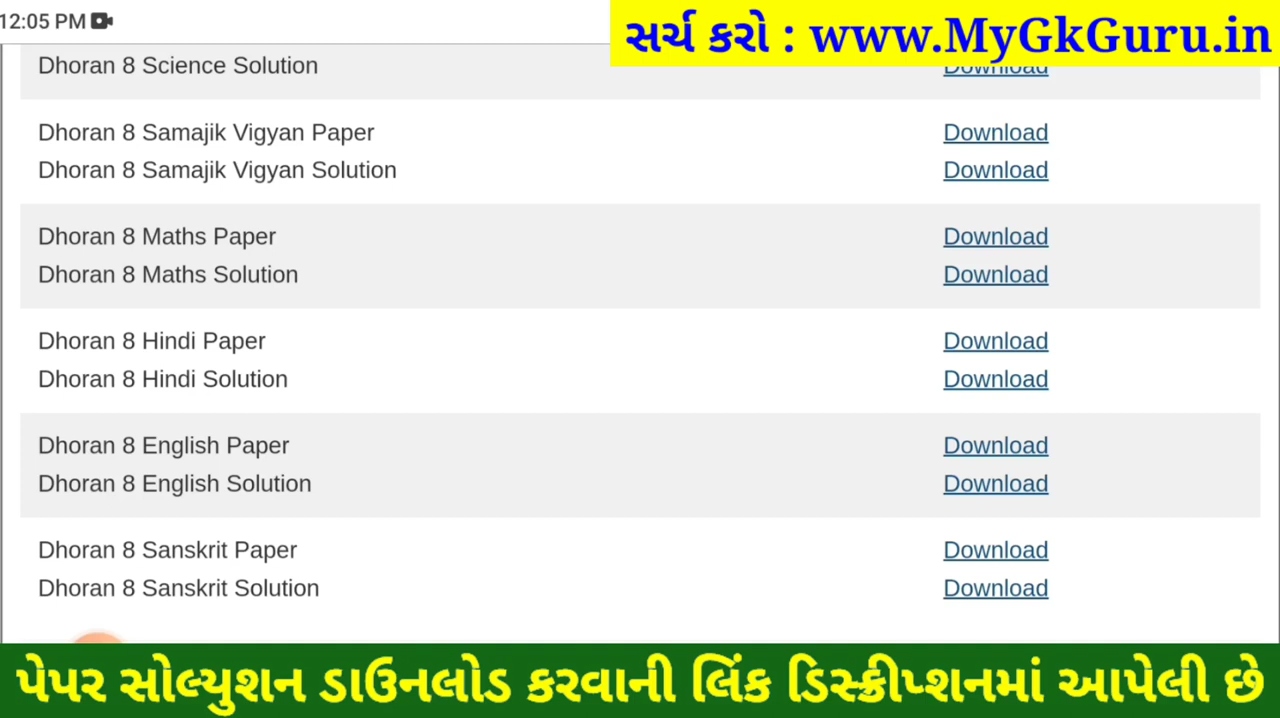 12:05 PM
સર્ચ કરો : www.MyGkGuru.in
Dhoran 8 Science Solution Download
Dhoran 8 Samajik Vigyan Paper Download
Dhoran 8 Samajik Vigyan Solution Download
Dhoran 8 Maths Paper Download
Dhoran 8 Maths Solution Download
Dhoran 8 Hindi Paper Download
Dhoran 8 Hindi Solution Download
Dhoran 8 English Paper Download
Dhoran 8 English Solution Download
Dhoran 8 Sanskrit Paper Download
Dhoran 8 Sanskrit Solution Download
પેપર સોલ્યુશન ડાઉનલોડ કરવાની લિંક ડિસ્ક્રીપ્શનમાં આપેલી છે